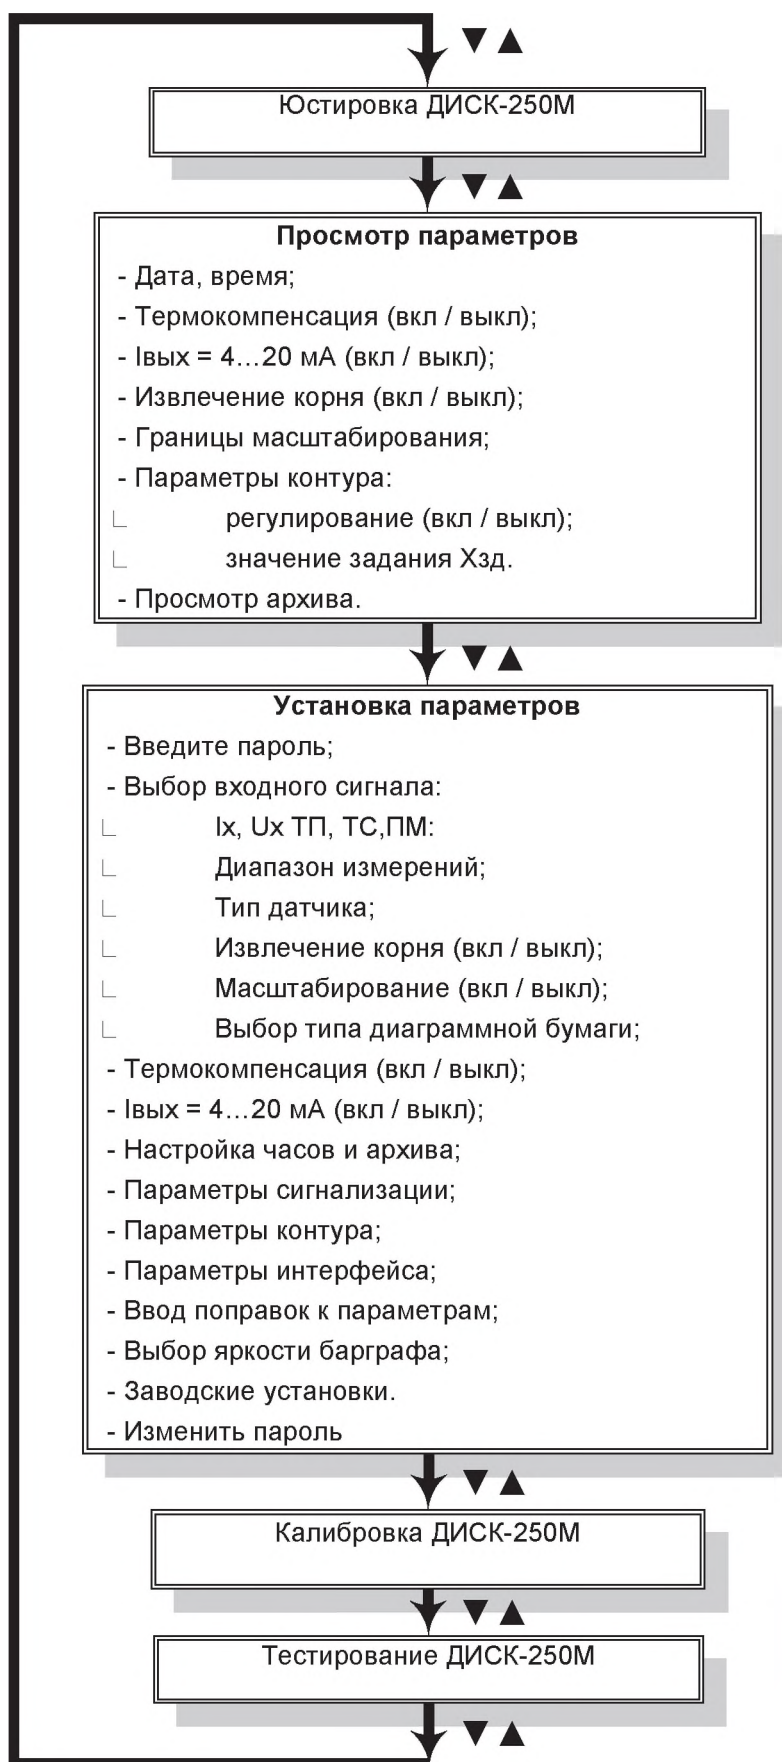 ▼▲
Юстировка ДИСК-250М
▼▲
Просмотр параметров
- Дата, время;
- Термокомпенсация (вкл / выкл);
- Iвых = 4…20 мА (вкл / выкл);
- Извлечение корня (вкл / выкл);
- Границы масштабирования;
- Параметры контура:
регулирование (вкл / выкл);
значение задания Хзд.
- Просмотр архива.
▼▲
Установка параметров
- Введите пароль;
- Выбор входного сигнала:
Iх, Uх ТП, ТС,ПМ:
Диапазон измерений;
Тип датчика;
Извлечение корня (вкл / выкл);
Масштабирование (вкл / выкл);
Выбор типа диаграммной бумаги;
- Термокомпенсация (вкл / выкл);
- Iвых = 4…20 мА (вкл / выкл);
- Настройка часов и архива;
- Параметры сигнализации;
- Параметры контура;
- Параметры интерфейса;
- Ввод поправок к параметрам;
- Выбор яркости барграфа;
- Заводские установки.
- Изменить пароль
▼▲
Калибровка ДИСК-250М
▼▲
Тестирование ДИСК-250М
▼▲